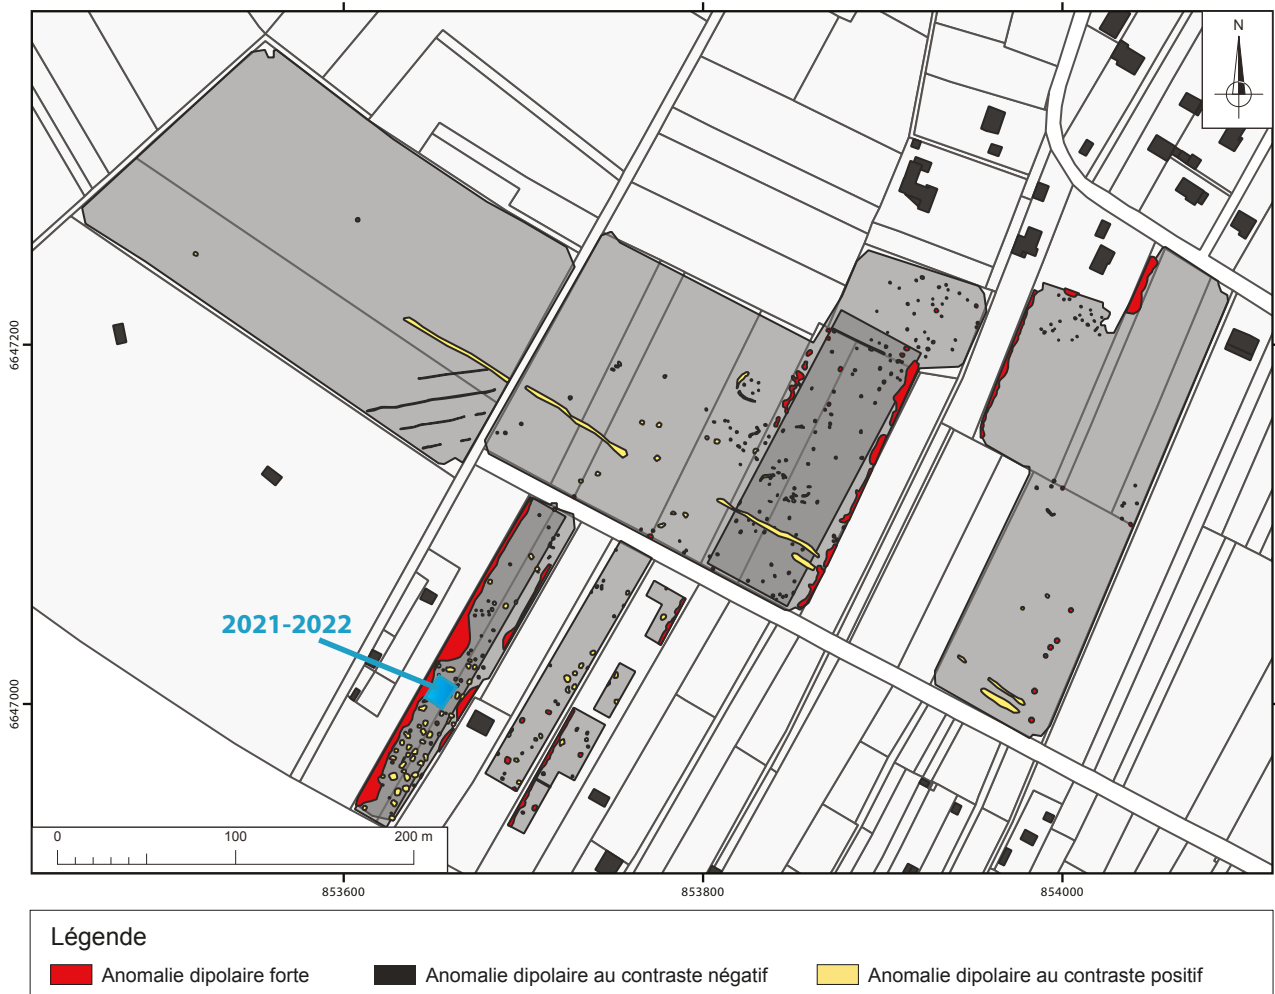 N
6647200
2021-2022
6647000
0 100 200 m
853600 853800 854000
Légende
Anomalie dipolaire forte Anomalie dipolaire au contraste négatif Anomalie dipolaire au contraste positif